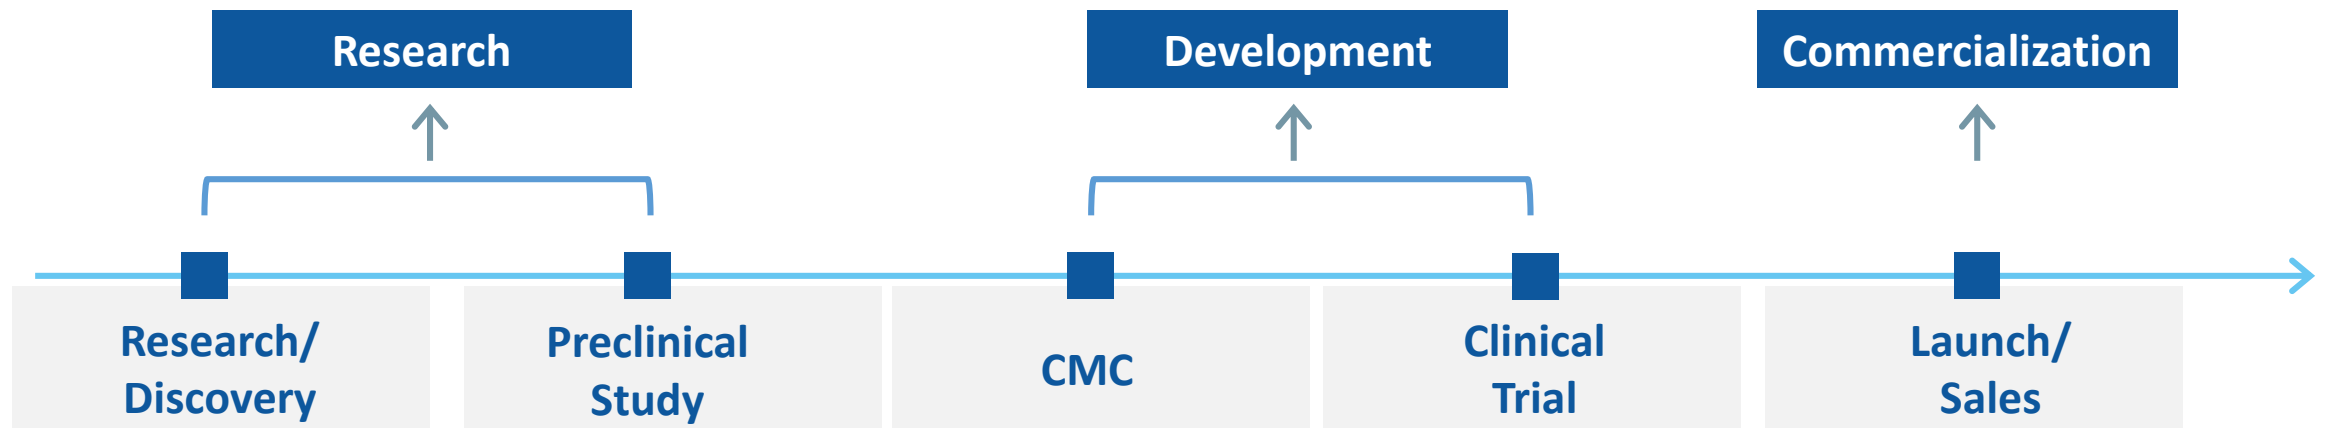 Research
Development
Commercialization
Research/
Discovery
Preclinical
Study
CMC
Clinical
Trial
Launch/
Sales